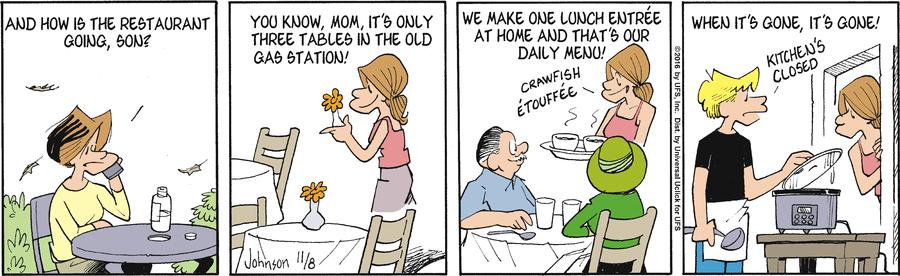 AND HOW IS THE RESTAURANT
GOING, SON?
YOU KNOW, MOM, IT'S ONLY
THREE TABLES IN THE OLD
GAS STATION!
Johnson 11/8
WE MAKE ONE LUNCH ENTRÉE
AT HOME AND THAT'S OUR
DAILY MENU!
CRAWFISH
ÉTOUFFÉE
©2016 by UFS, Inc. Dist. by Universal Uclick for UFS
WHEN IT'S GONE, IT'S GONE!
KITCHEN'S
CLOSED